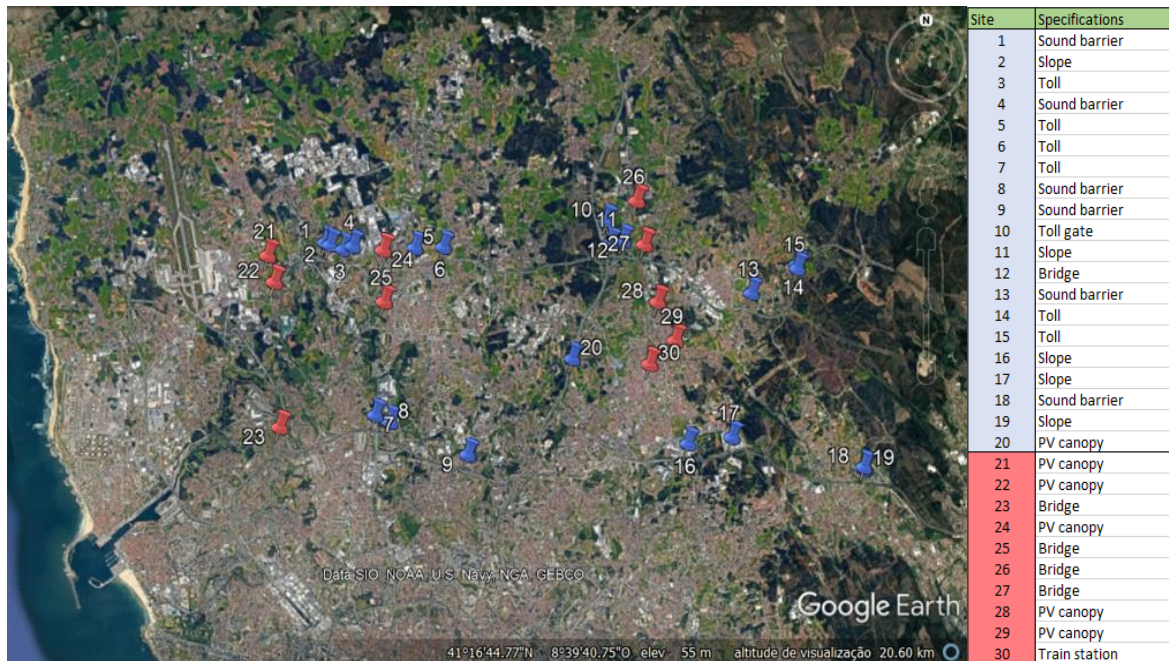 N
26
10
11
21
1
4
5
2
3
24
6
12
27
15
22
25
13
14
28
29
20
30
8
7
17
23
9
16
18
19
Data SIO, NOAA, U.S. Navy, NGA, GEBCO
Google Earth
41°16'44.77"N 8°39'40.75"O elev 55 m altitude de visualização 20.60 km
Site Specifications
1 Sound barrier
2 Slope
3 Toll
4 Sound barrier
5 Toll
6 Toll
7 Toll
8 Sound barrier
9 Sound barrier
10 Toll gate
11 Slope
12 Bridge
13 Sound barrier
14 Toll
15 Toll
16 Slope
17 Slope
18 Sound barrier
19 Slope
20 PV canopy
21 PV canopy
22 PV canopy
23 Bridge
24 PV canopy
25 Bridge
26 Bridge
27 Bridge
28 PV canopy
29 PV canopy
30 Train station